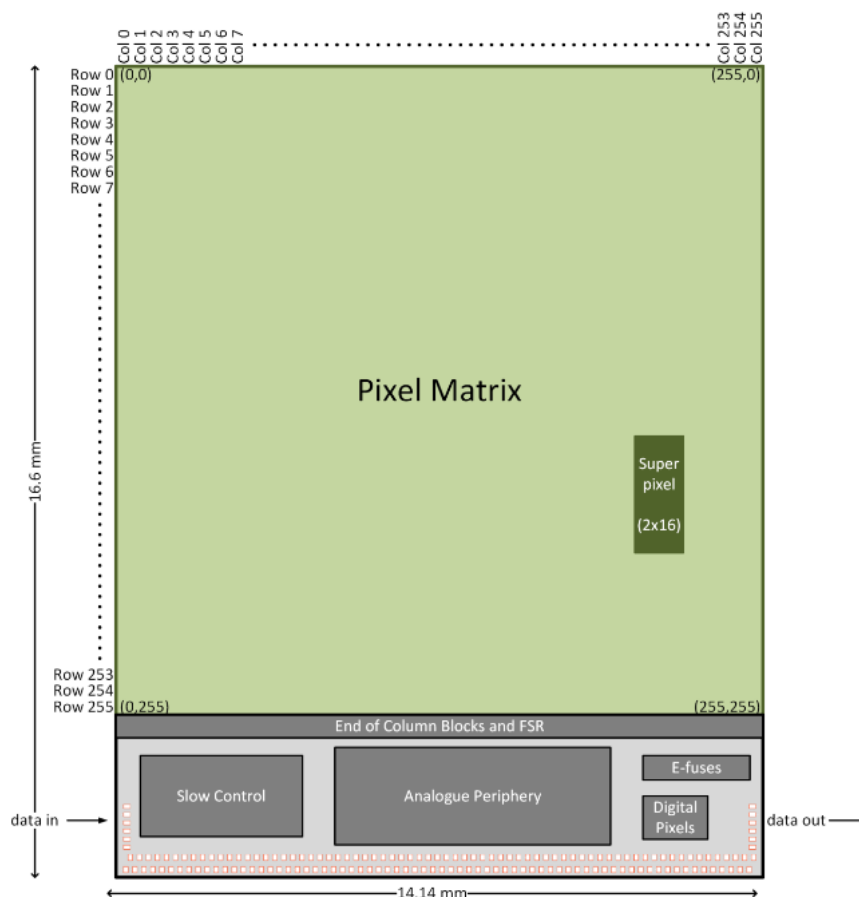 Col 0
Col 1
Col 2
Col 3
Col 4
Col 5
Col 6
Col 7
Col 253
Col 254
Col 255
Row 0
(0,0)
(255,0)
Row 1
Row 2
Row 3
Row 4
Row 5
Row 6
Row 7
Pixel Matrix
16.6 mm
Super
pixel
(2x16)
Row 253
Row 254
Row 255
(0,255)
(255,255)
End of Column Blocks and FSR
Slow Control
Analogue Periphery
E-fuses
Digital
Pixels
data in
data out
14.14 mm